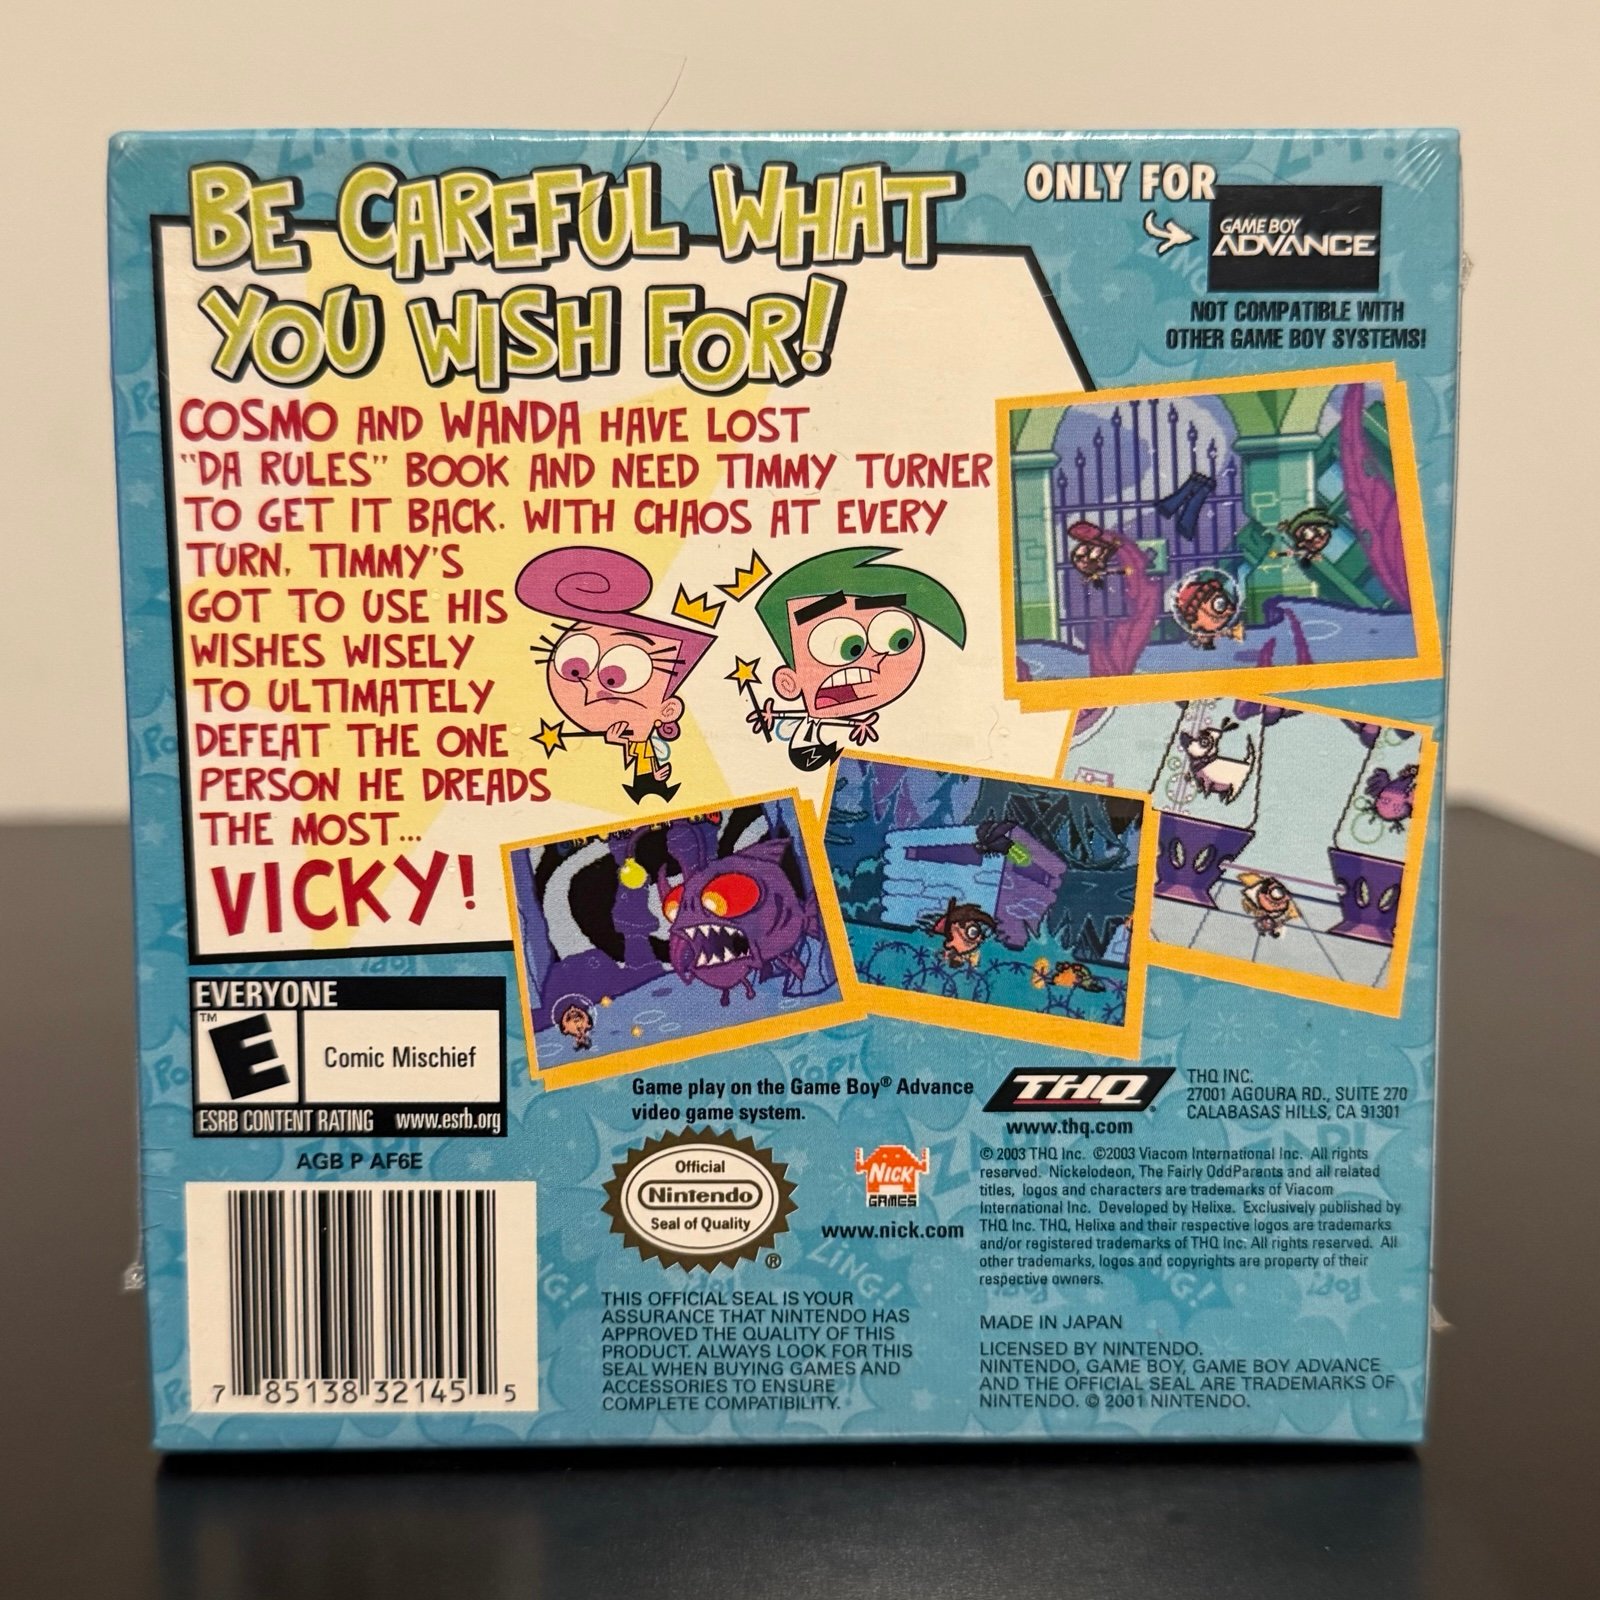 BE CAREFUL WHAT
YOU WISH FOR!
ONLY FOR
GAME BOY
ADVANCE
NOT COMPATIBLE WITH
OTHER GAME BOY SYSTEMS!
COSMO AND WANDA HAVE LOST
"DA RULES" BOOK AND NEED TIMMY TURNER
TO GET IT BACK. WITH CHAOS AT EVERY
TURN, TIMMY'S
GOT TO USE HIS
WISHES WISELY
TO ULTIMATELY
DEFEAT THE ONE
PERSON HE DREADS
THE MOST...
VICKY!
EVERYONE
TM
E
Comic Mischief
ESRB CONTENT RATING www.esrb.org
AGB P AF6E
7 85138 32145 5
Game play on the Game Boy® Advance
video game system.
Official
Nintendo
Seal of Quality
®
THIS OFFICIAL SEAL IS YOUR
ASSURANCE THAT NINTENDO HAS
APPROVED THE QUALITY OF THIS
PRODUCT. ALWAYS LOOK FOR THIS
SEAL WHEN BUYING GAMES AND
ACCESSORIES TO ENSURE
COMPLETE COMPATIBILITY.
NICK
GAMES
www.nick.com
THQ
www.thq.com
THQ INC.
27001 AGOURA RD., SUITE 270
CALABASAS HILLS, CA 91301
© 2003 THQ Inc. ©2003 Viacom International Inc. All rights
reserved. Nickelodeon, The Fairly OddParents and all related
titles, logos and characters are trademarks of Viacom
International Inc. Developed by Helixe. Exclusively published by
THQ Inc. THQ, Helixe and their respective logos are trademarks
and/or registered trademarks of THQ Inc. All rights reserved. All
other trademarks, logos and copyrights are property of their
respective owners.
MADE IN JAPAN
LICENSED BY NINTENDO.
NINTENDO, GAME BOY, GAME BOY ADVANCE
AND THE OFFICIAL SEAL ARE TRADEMARKS OF
NINTENDO. © 2001 NINTENDO.